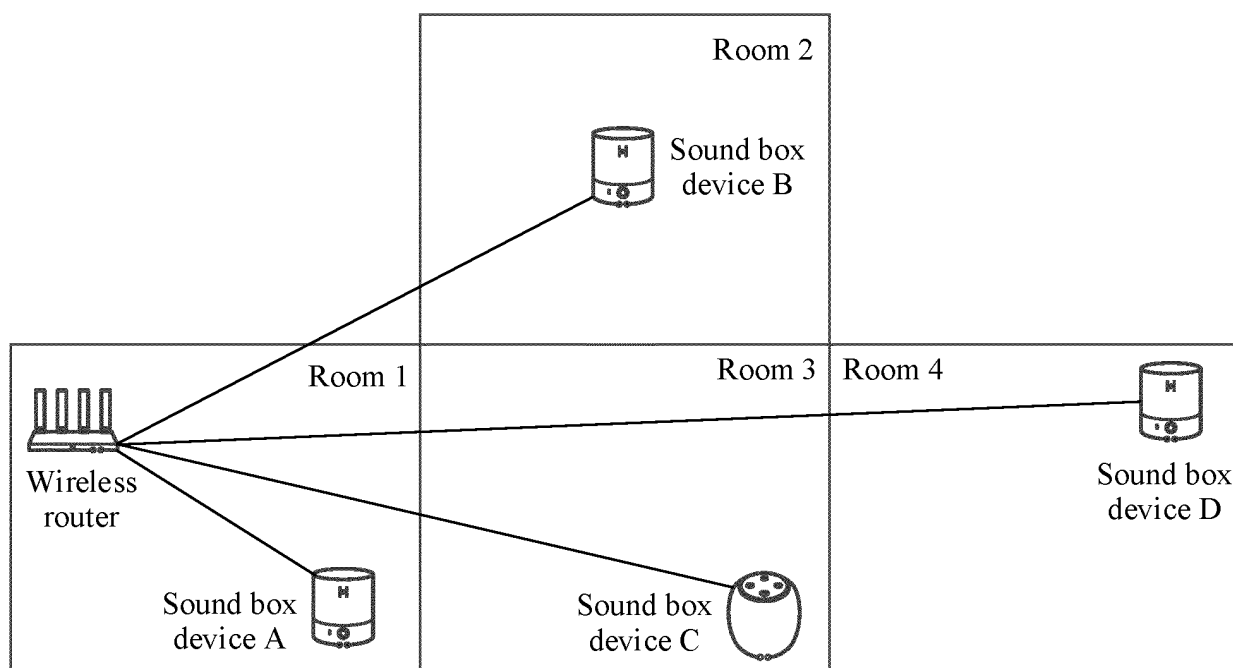 Room 2
Sound box
device B
Room 1
Room 3
Room 4
Wireless
router
Sound box
device D
Sound box
device A
Sound box
device C